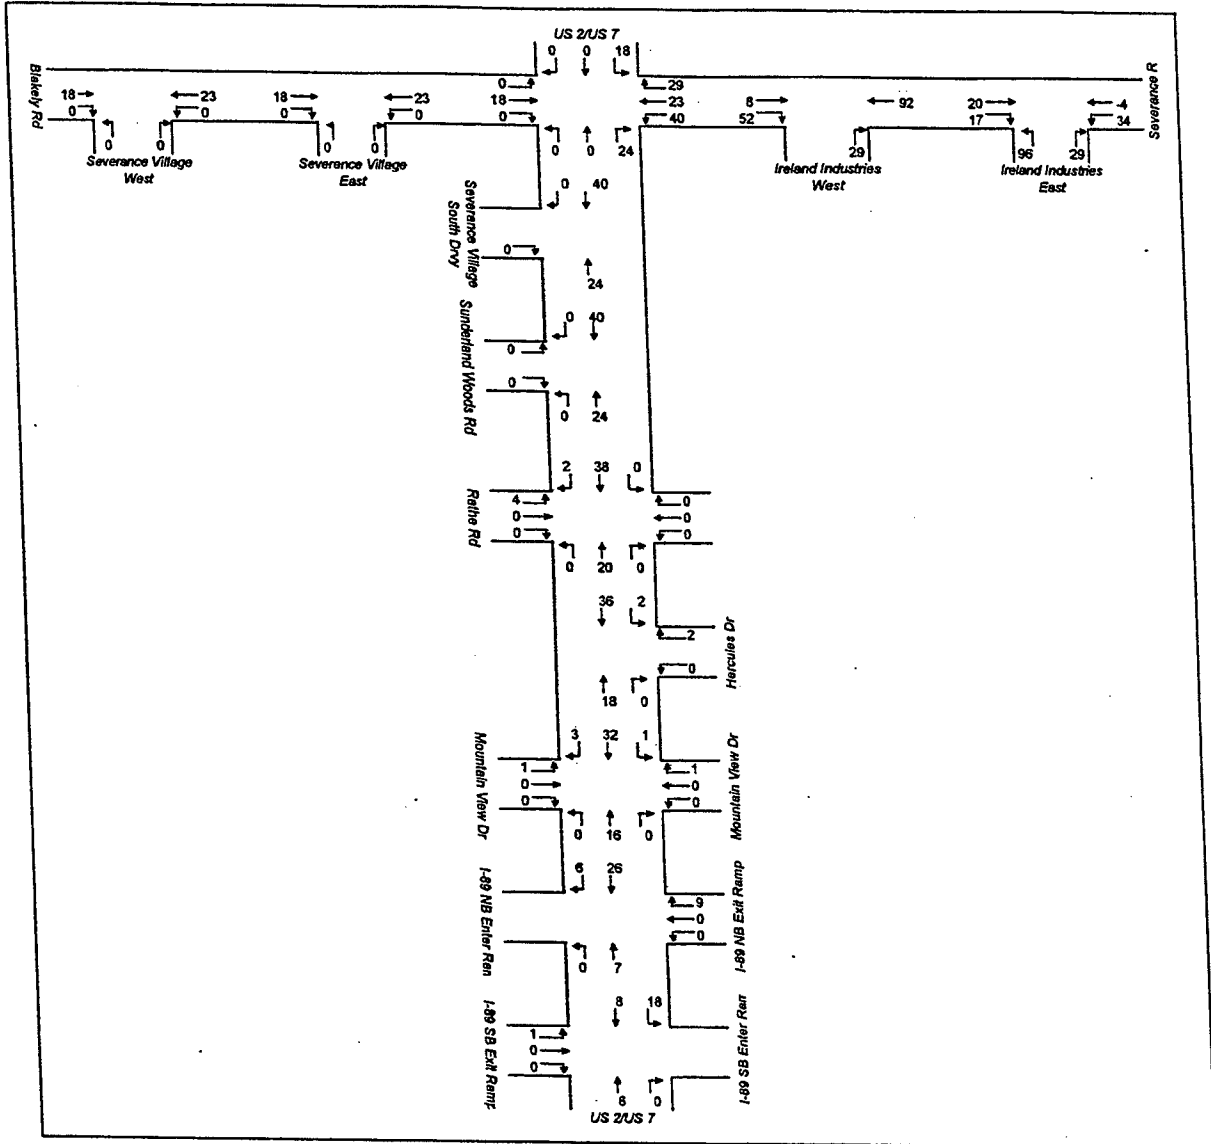 US 2/US 7
0 0 18
Blakely Rd
Severance R
0
29
18 23 18 23 18 23 8 92 20 -4
0 0 0 0 0 40 52 17 34
0 0 0 0 0 0 24 29 96 29
Severance Village
West
Severance Village
East
Ireland Industries
West
Ireland Industries
East
0 40
Severance Village
South Drvy
0
24
0 40
Sunderland Woods Rd
0
0
0 24
2 38 0
Rathe Rd
4 0
0 0
0 0
0 20 0
36 2
2
Hercules Dr
0
18 0
3 32 1
Mountain View Dr
1 1
0 0
0 0
Mountain View Dr
0 16 0
6 26
I-89 NB Enter Ran
9
0
0
I-89 NB Exit Ramp
0 7
8 18
I-89 SB Exit Ramp
1
0
0
I-89 SB Enter Ran
6 0
US 2/US 7